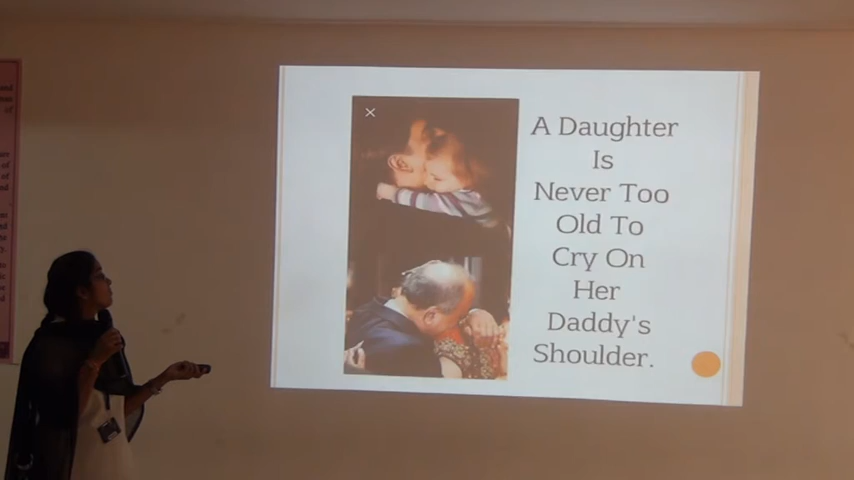 A Daughter
Is
Never Too
Old To
Cry On
Her
Daddy's
Shoulder.